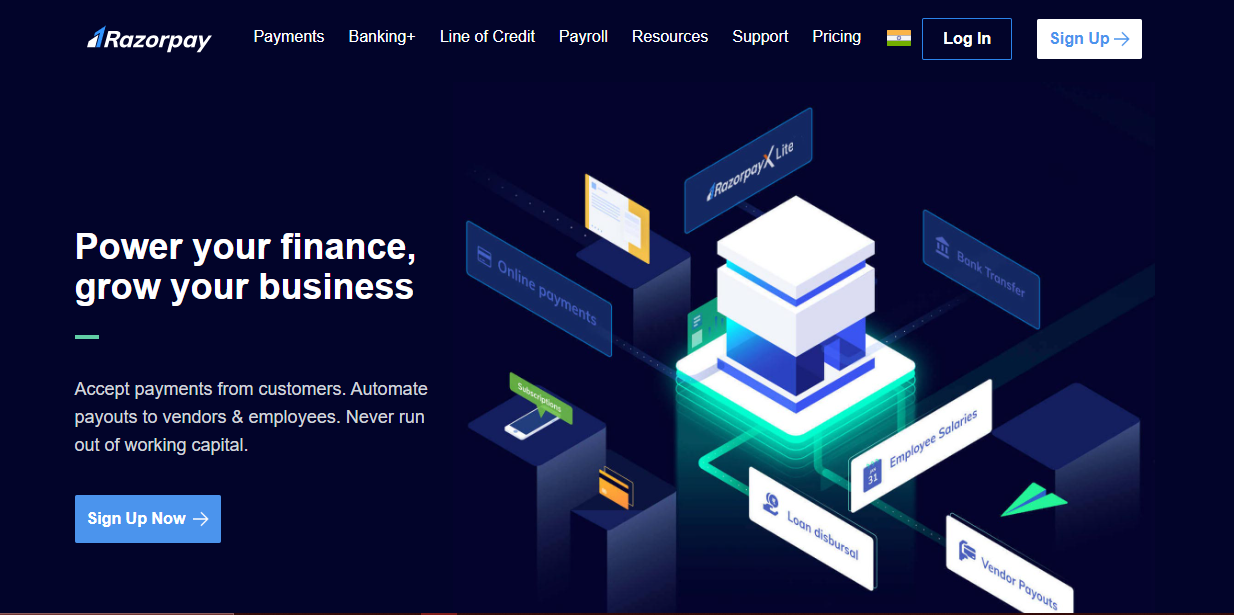 Razorpay
Payments
Banking+
Line of Credit
Payroll
Resources
Support
Pricing
Log In
Sign Up
RazorpayX Lite
Online payments
Bank Transfer
Power your finance,
grow your business
Accept payments from customers. Automate
payouts to vendors & employees. Never run
out of working capital.
Sign Up Now
Subscriptions
Employee Salaries
31
Loan disbursal
Vendor Payouts